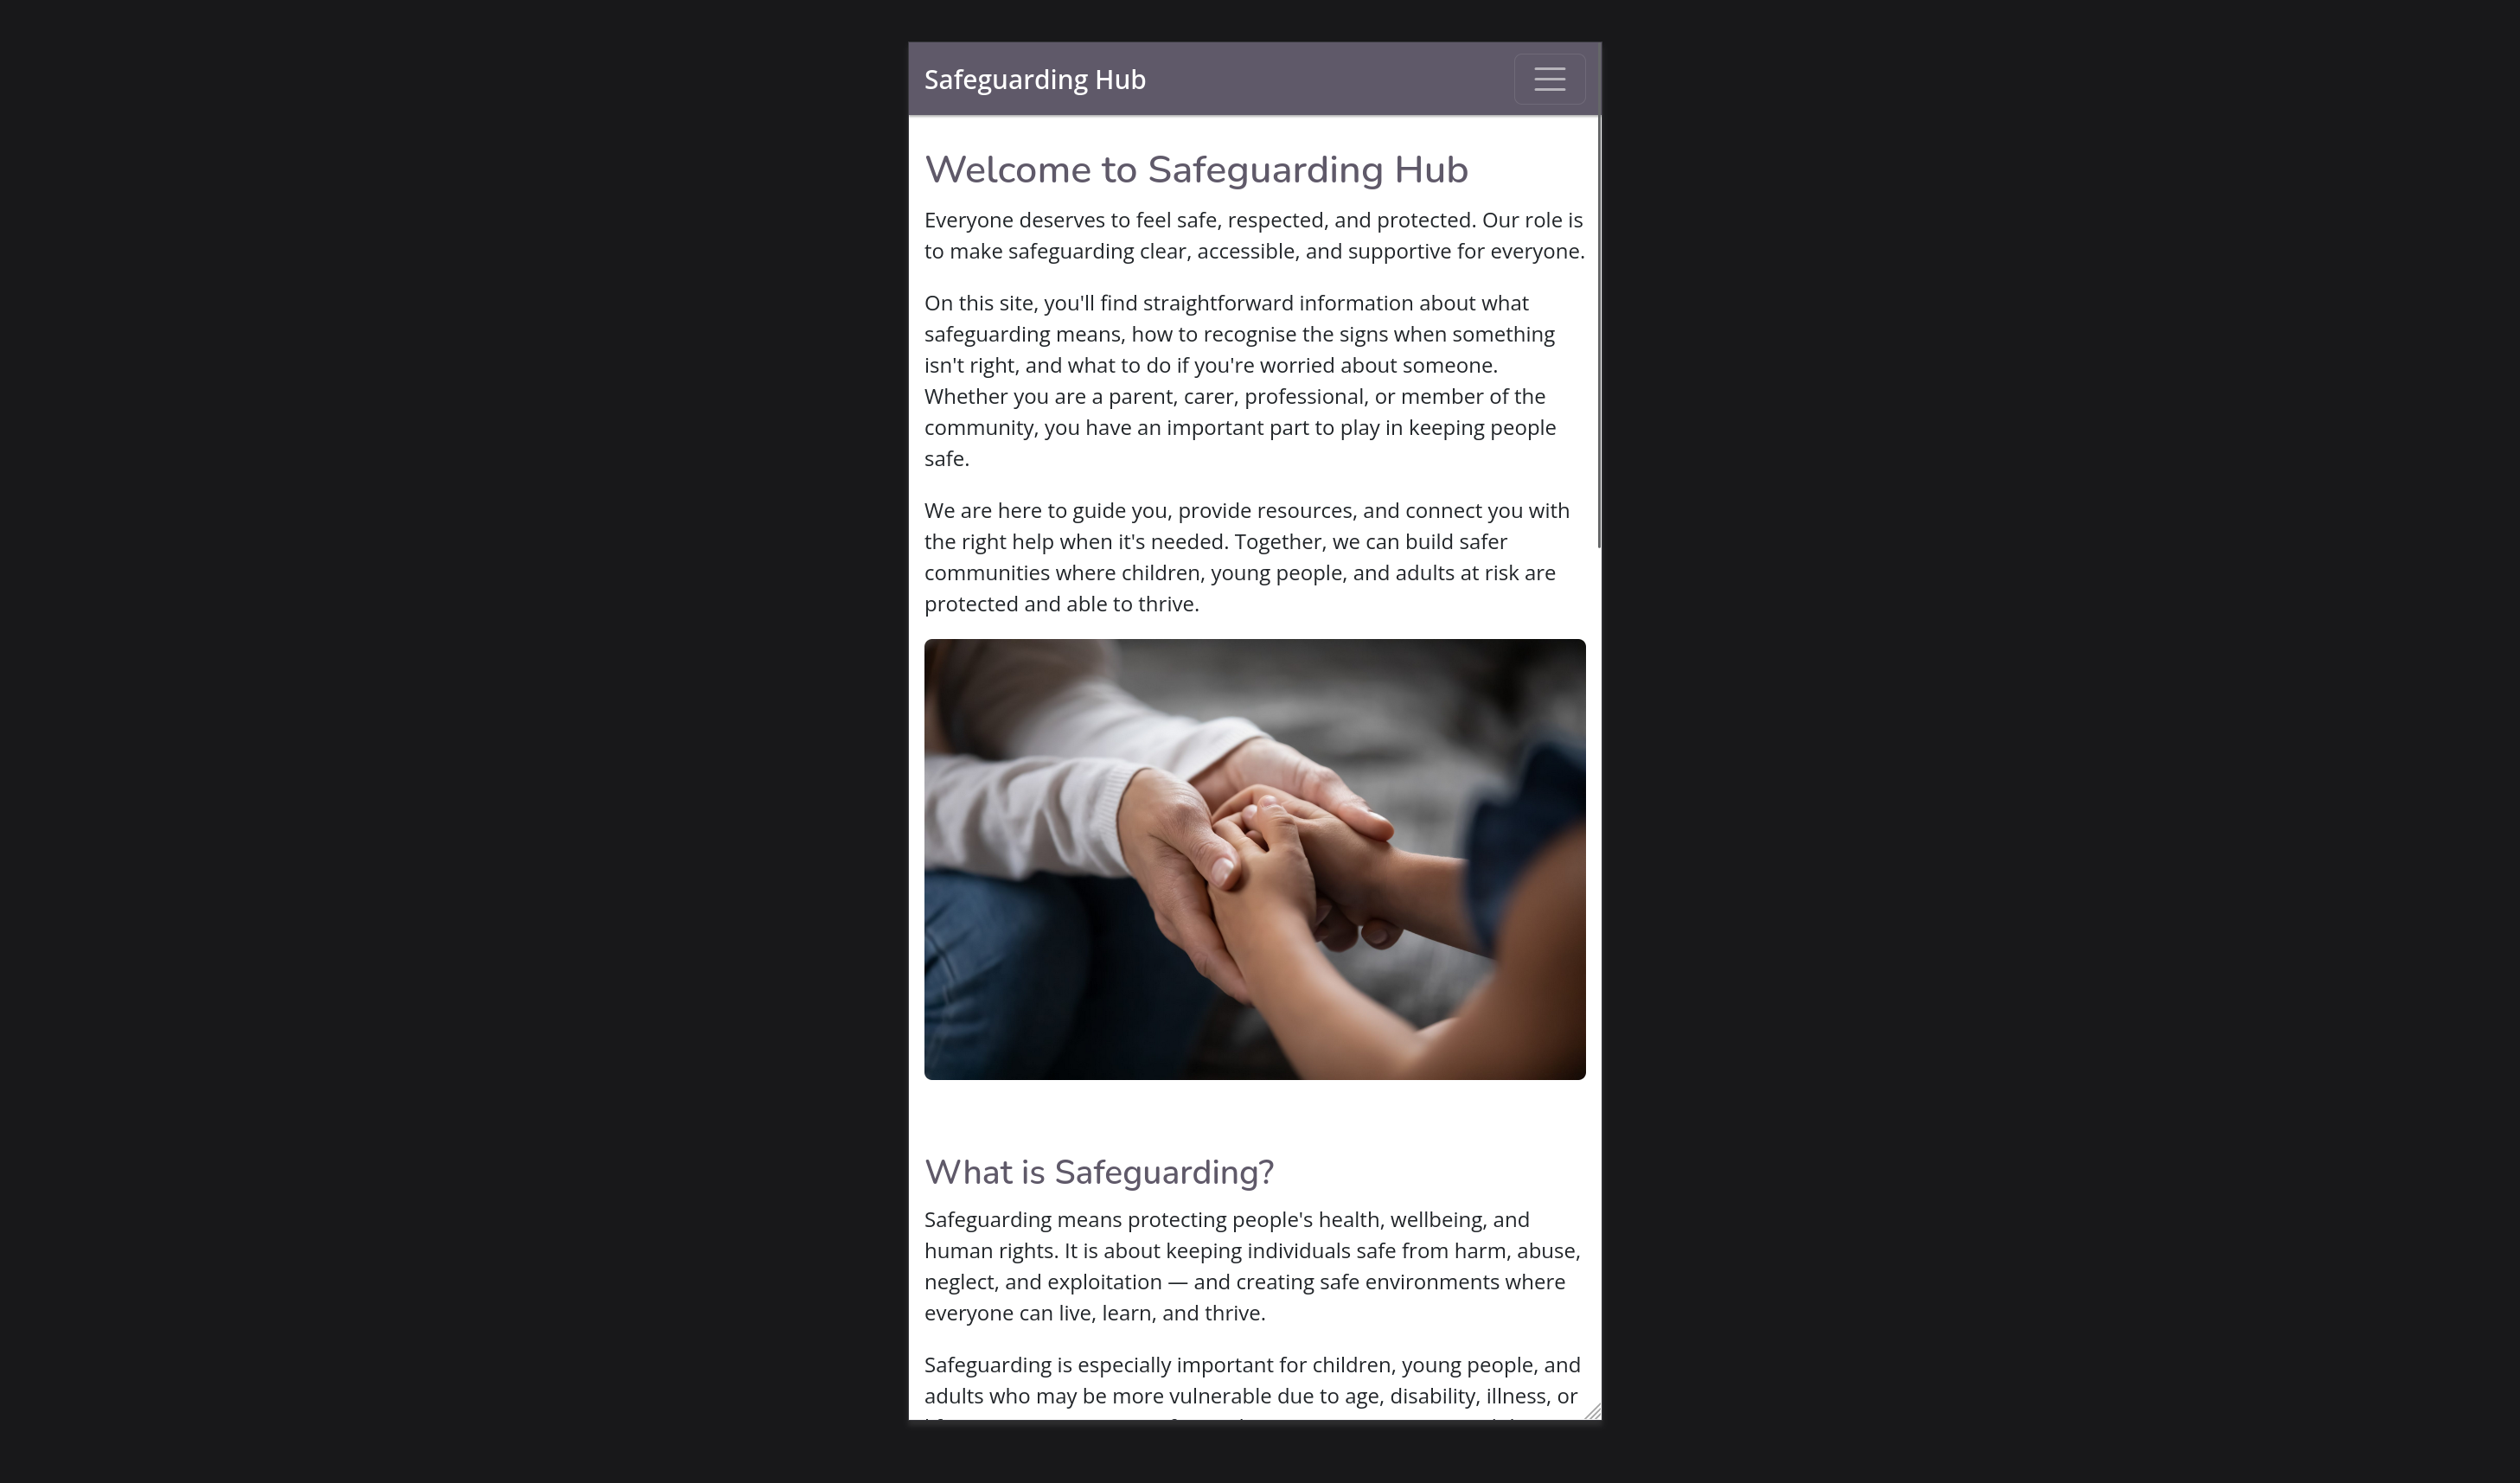 Safeguarding Hub
Welcome to Safeguarding Hub
Everyone deserves to feel safe, respected, and protected. Our role is
to make safeguarding clear, accessible, and supportive for everyone.
On this site, you'll find straightforward information about what
safeguarding means, how to recognise the signs when something
isn't right, and what to do if you're worried about someone.
Whether you are a parent, carer, professional, or member of the
community, you have an important part to play in keeping people
safe.
We are here to guide you, provide resources, and connect you with
the right help when it's needed. Together, we can build safer
communities where children, young people, and adults at risk are
protected and able to thrive.
What is Safeguarding?
Safeguarding means protecting people's health, wellbeing, and
human rights. It is about keeping individuals safe from harm, abuse,
neglect, and exploitation — and creating safe environments where
everyone can live, learn, and thrive.
Safeguarding is especially important for children, young people, and
adults who may be more vulnerable due to age, disability, illness, or